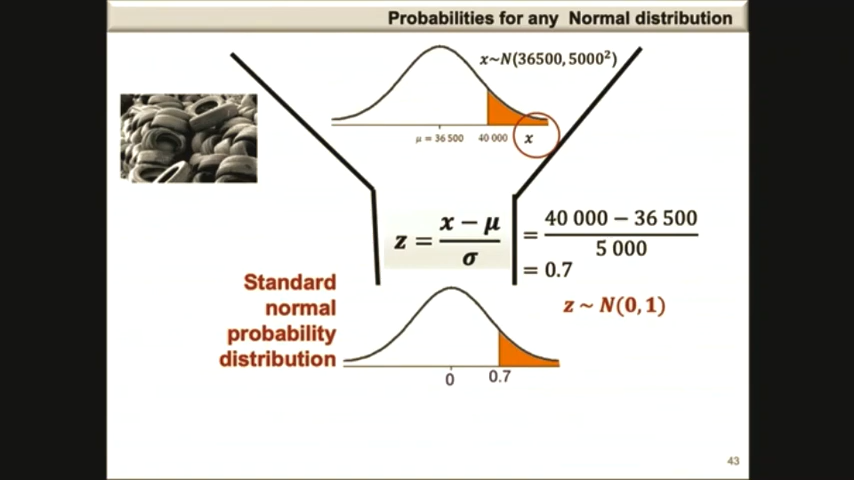 Probabilities for any Normal distribution
x~N(36500, 5000²)
μ = 36 500 40 000 x
z = (x − μ)/σ = (40 000 − 36 500)/5 000
= 0.7
Standard
normal
probability
distribution
z ~ N(0, 1)
0 0.7
43